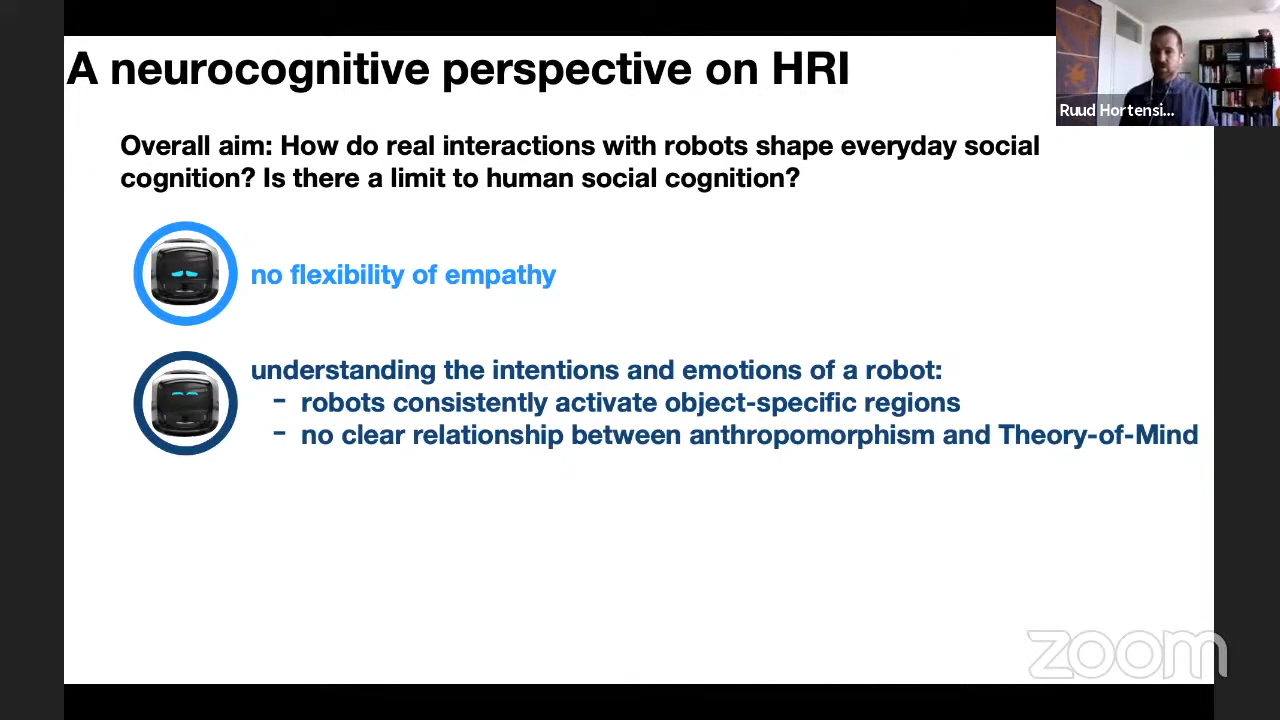 A neurocognitive perspective on HRI
Ruud Hortensi...
Overall aim: How do real interactions with robots shape everyday social
cognition? Is there a limit to human social cognition?
no flexibility of empathy
understanding the intentions and emotions of a robot:
- robots consistently activate object-specific regions
- no clear relationship between anthropomorphism and Theory-of-Mind
zoom